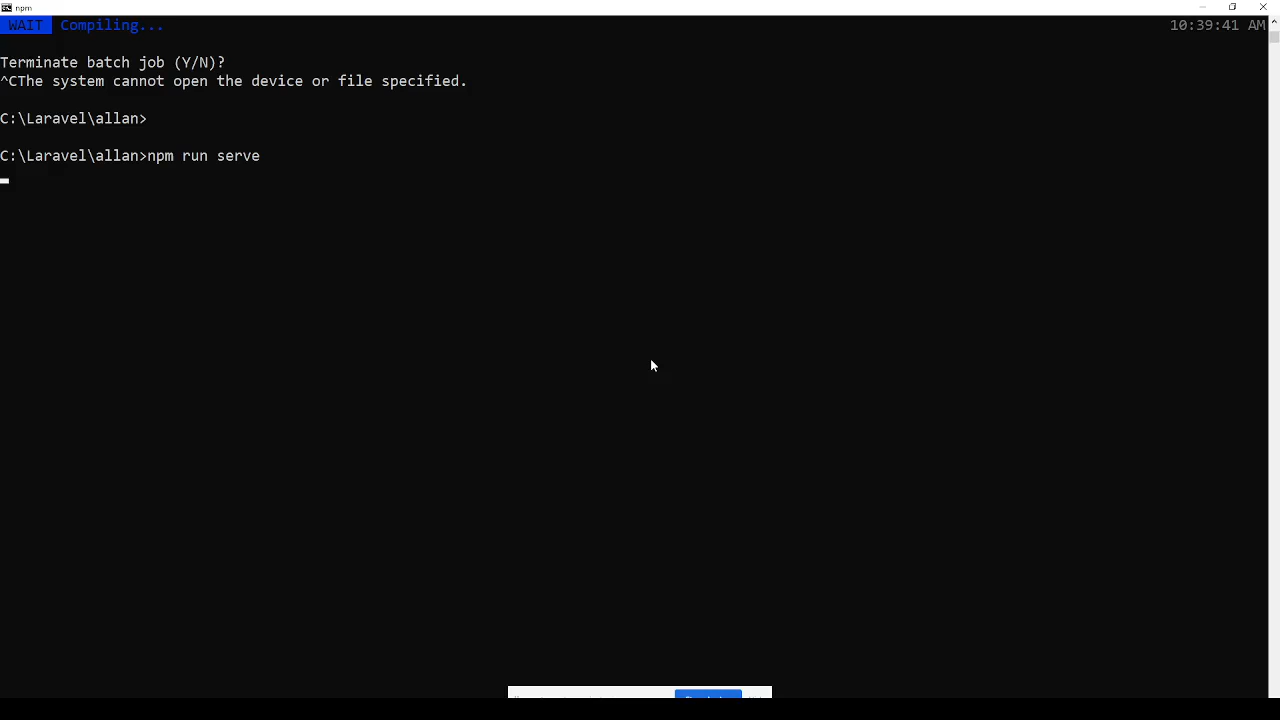 npm
WAIT Compiling... 10:39:41 AM
Terminate batch job (Y/N)?
^CThe system cannot open the device or file specified.
C:\Laravel\allan>
C:\Laravel\allan>npm run serve